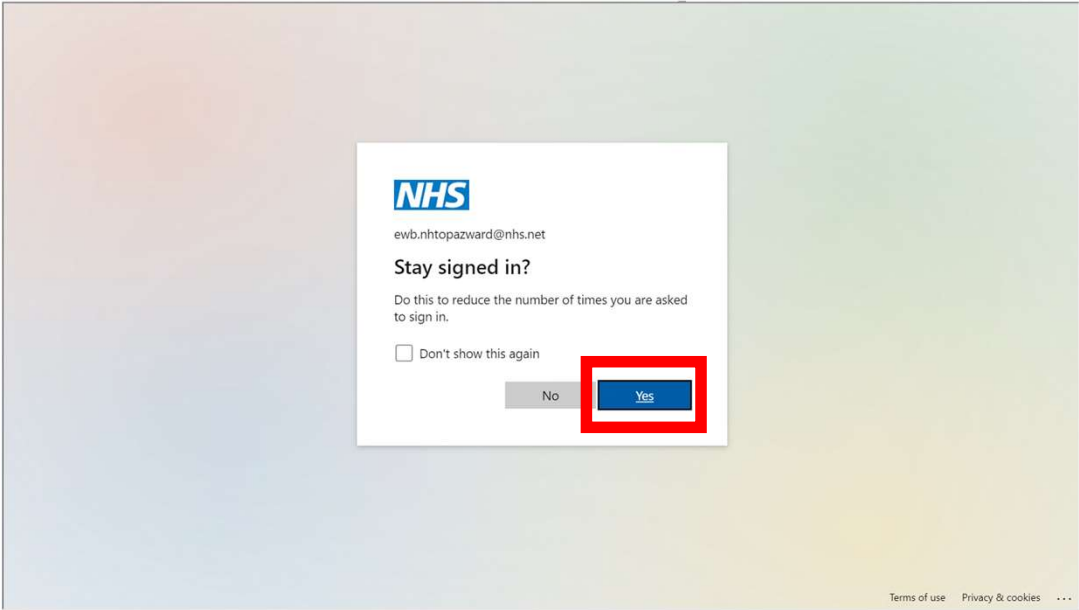 NHS
ewb.nhtopazward@nhs.net
Stay signed in?
Do this to reduce the number of times you are asked
to sign in.
Don't show this again
No
Yes
Terms of use
Privacy & cookies
...